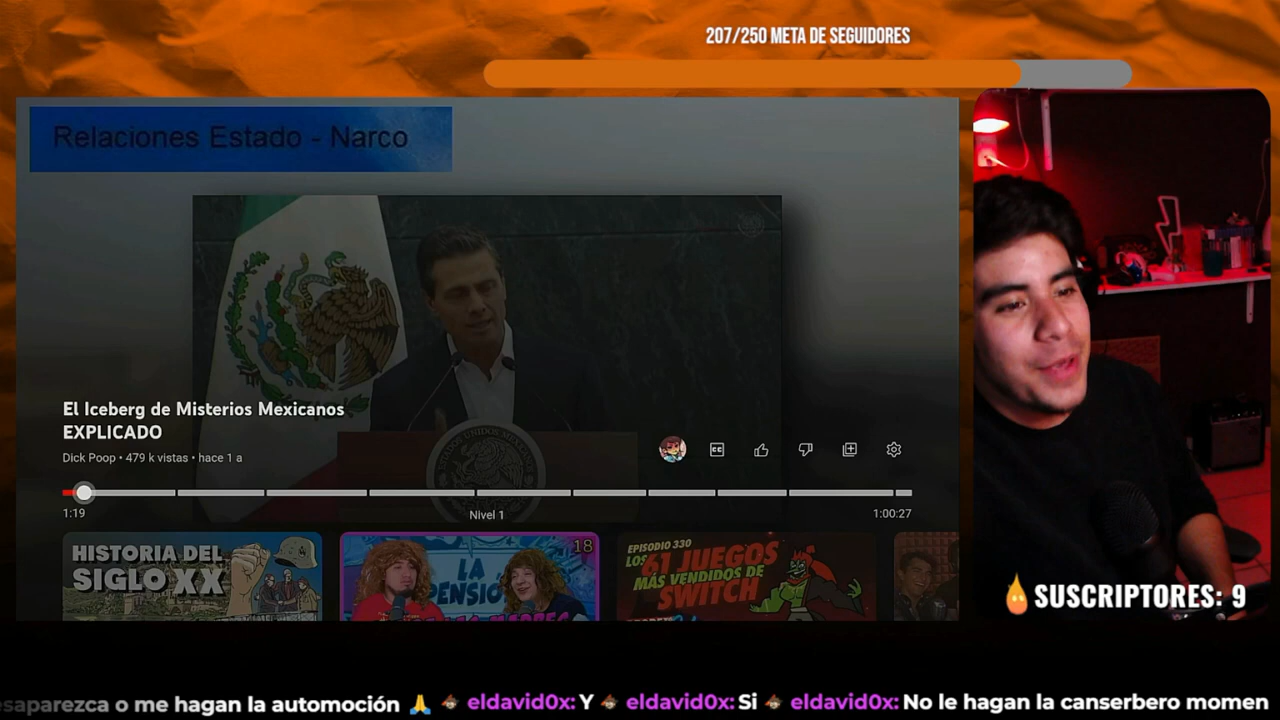 207/250 META DE SEGUIDORES
Relaciones Estado - Narco
El Iceberg de Misterios Mexicanos
EXPLICADO
Dick Poop • 479 k vistas • hace 1 a
CC
1:19
Nivel 1
1:00:27
HISTORIA DEL
SIGLO XX
18
LA
PENSIÓ
EPISODIO 330
LOS 61 JUEGOS
MÁS VENDIDOS DE
SWITCH
SUSCRIPTORES: 9
saparezca o me hagan la automoción 🙏 eldavid0x: Y eldavid0x: Si eldavid0x: No le hagan la canserbero momen